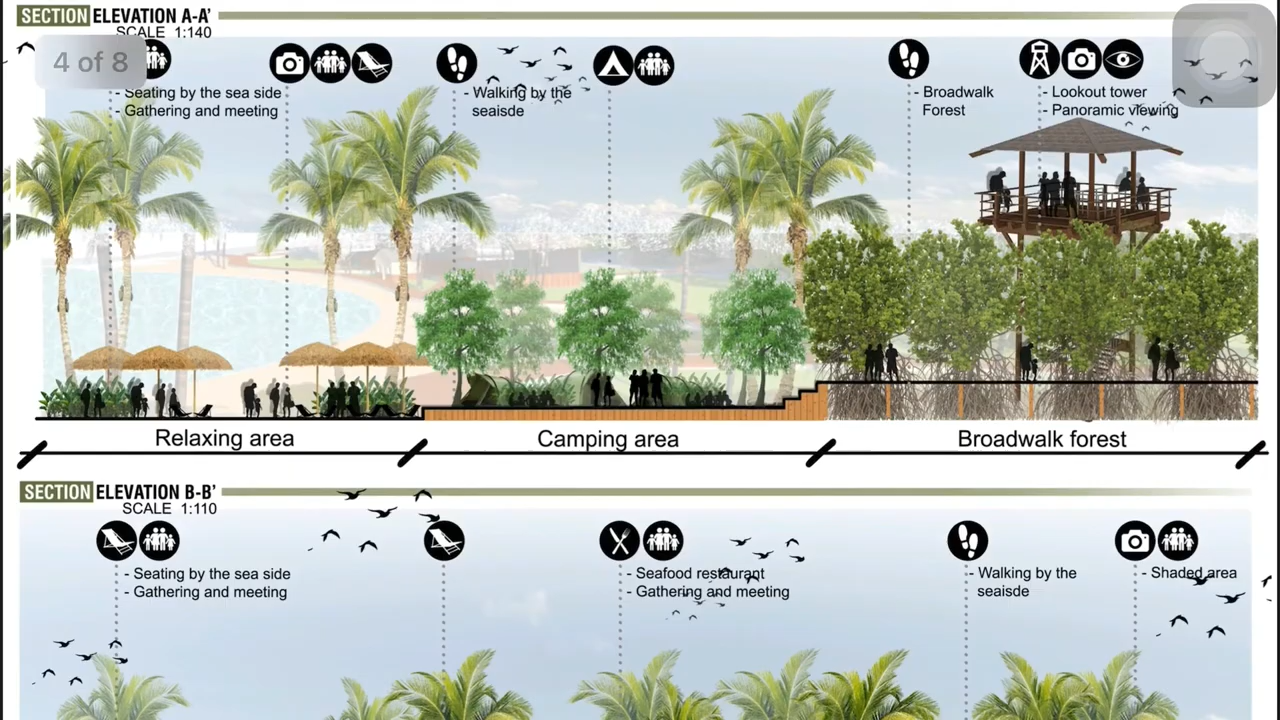 SECTION ELEVATION A-A'
SCALE 1:140
4 of 8
- Seating by the sea side
- Gathering and meeting
- Walking by the
seaisde
- Broadwalk
Forest
- Lookout tower
- Panoramic viewing
Relaxing area
Camping area
Broadwalk forest
SECTION ELEVATION B-B'
SCALE 1:110
- Seating by the sea side
- Gathering and meeting
- Seafood restaurant
- Gathering and meeting
- Walking by the
seaisde
- Shaded area